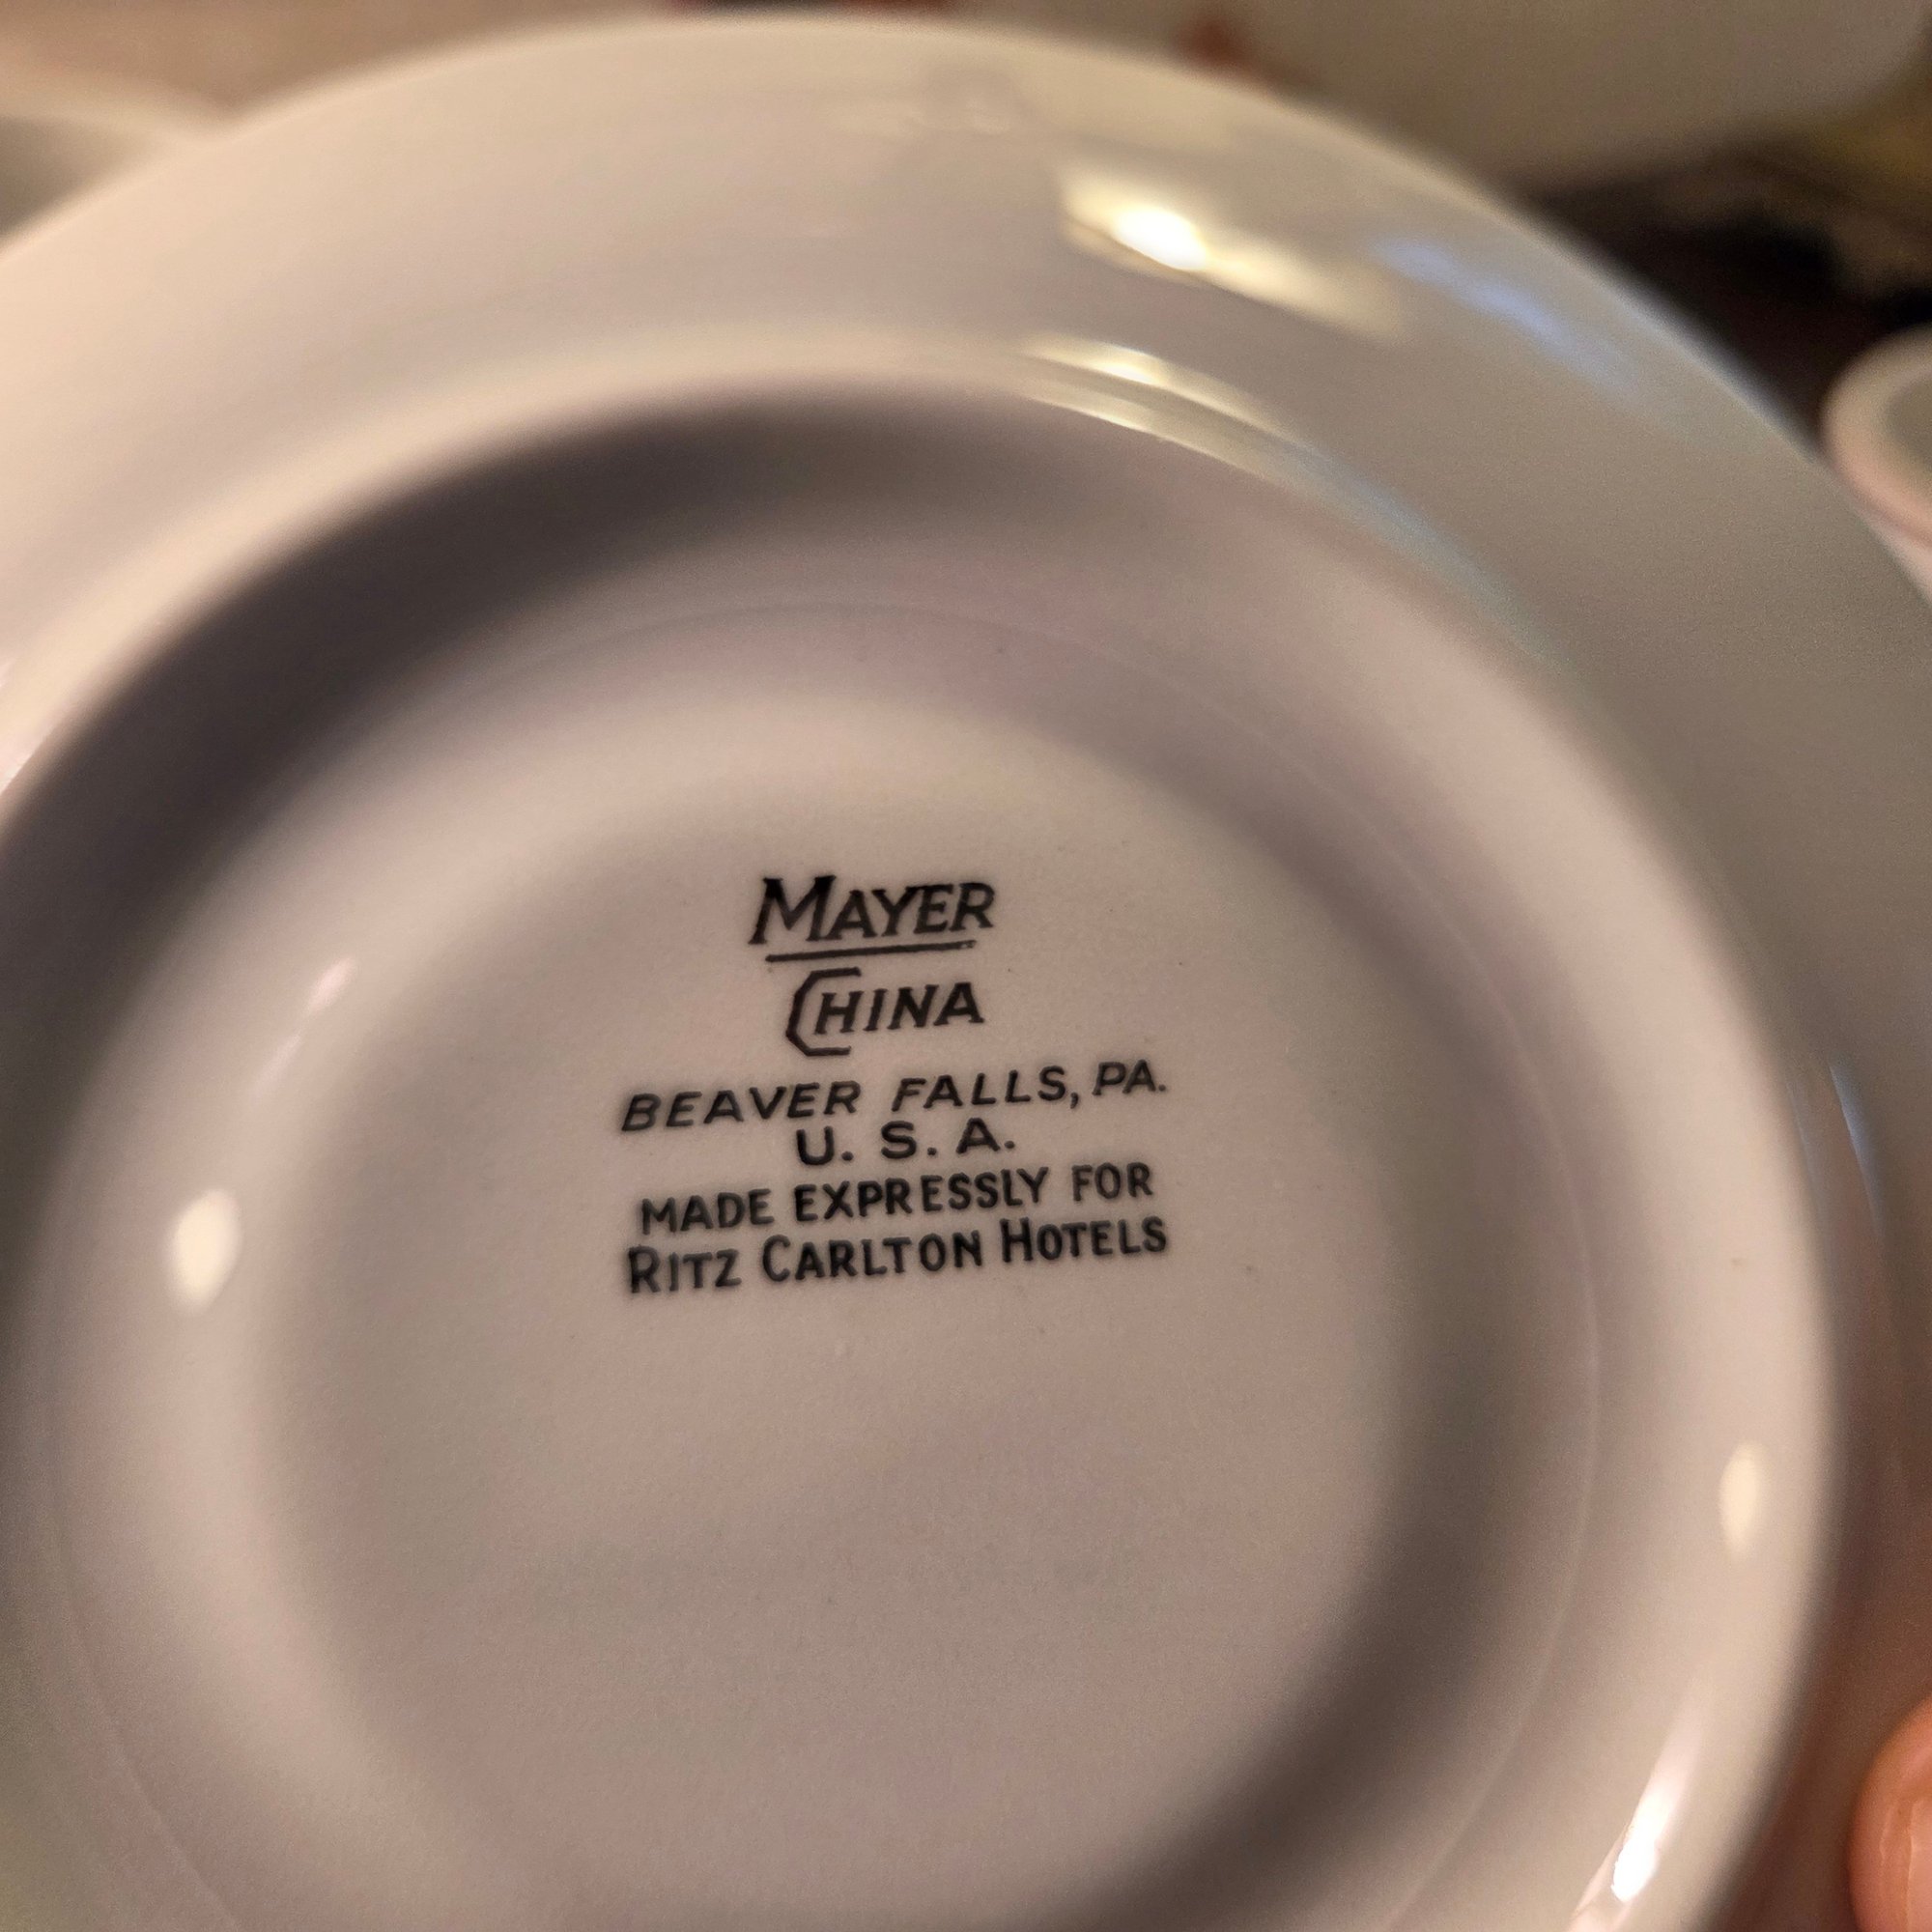 MAYER
CHINA
BEAVER FALLS, PA.
U. S. A.
MADE EXPRESSLY FOR
RITZ CARLTON HOTELS